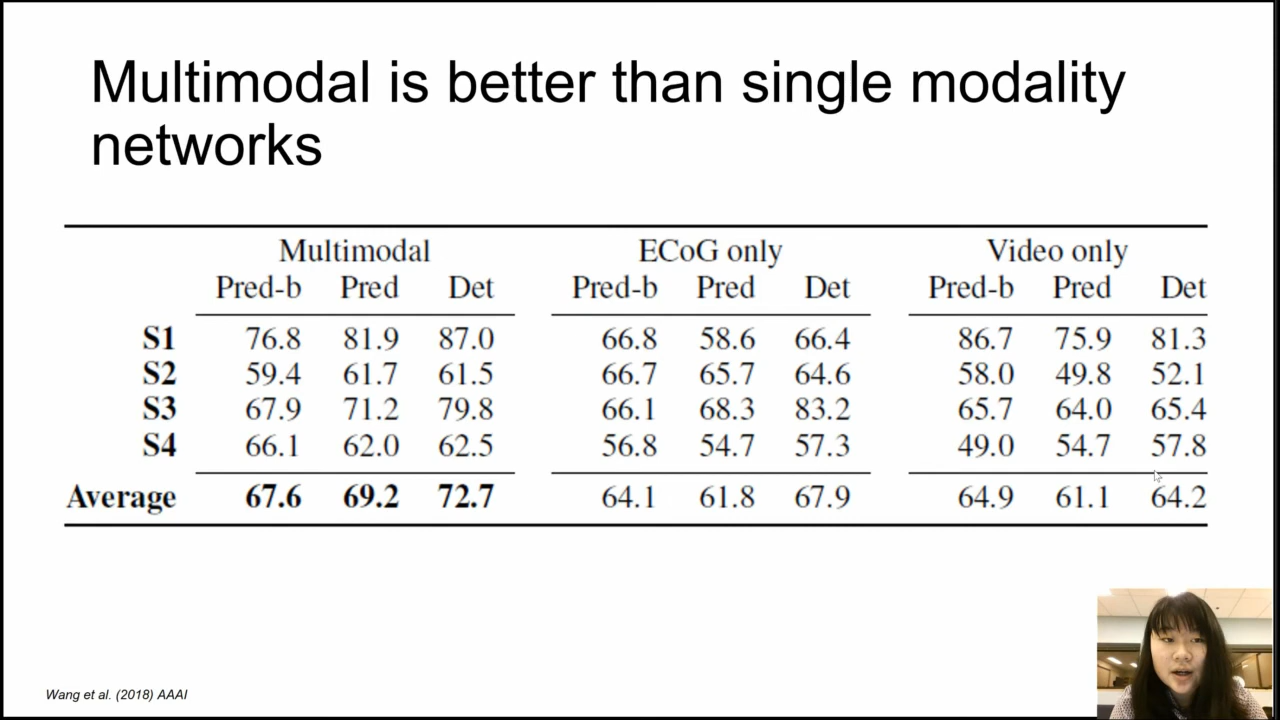 Multimodal is better than single modality
networks
Multimodal ECoG only Video only
Pred-b Pred Det Pred-b Pred Det Pred-b Pred Det
S1 76.8 81.9 87.0 66.8 58.6 66.4 86.7 75.9 81.3
S2 59.4 61.7 61.5 66.7 65.7 64.6 58.0 49.8 52.1
S3 67.9 71.2 79.8 66.1 68.3 83.2 65.7 64.0 65.4
S4 66.1 62.0 62.5 56.8 54.7 57.3 49.0 54.7 57.8
Average 67.6 69.2 72.7 64.1 61.8 67.9 64.9 61.1 64.2
Wang et al. (2018) AAAI